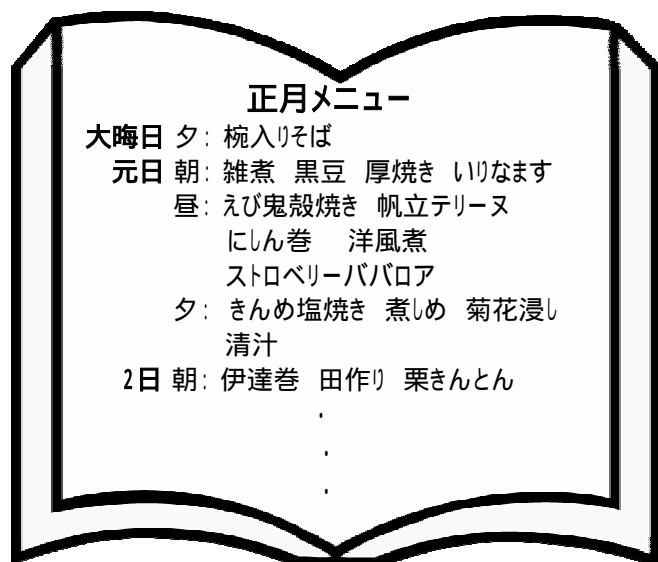 正月メニュー
大晦日 夕: 椀入りそば
元日 朝: 雑煮 黒豆 厚焼き いりなます
昼: えび鬼殻焼き 帆立テリーヌ
にしん巻 洋風煮
ストロベリーババロア
夕: きんめ塩焼き 煮しめ 菊花浸し
清汁
2日 朝: 伊達巻 田作り 栗きんとん
・
・
・